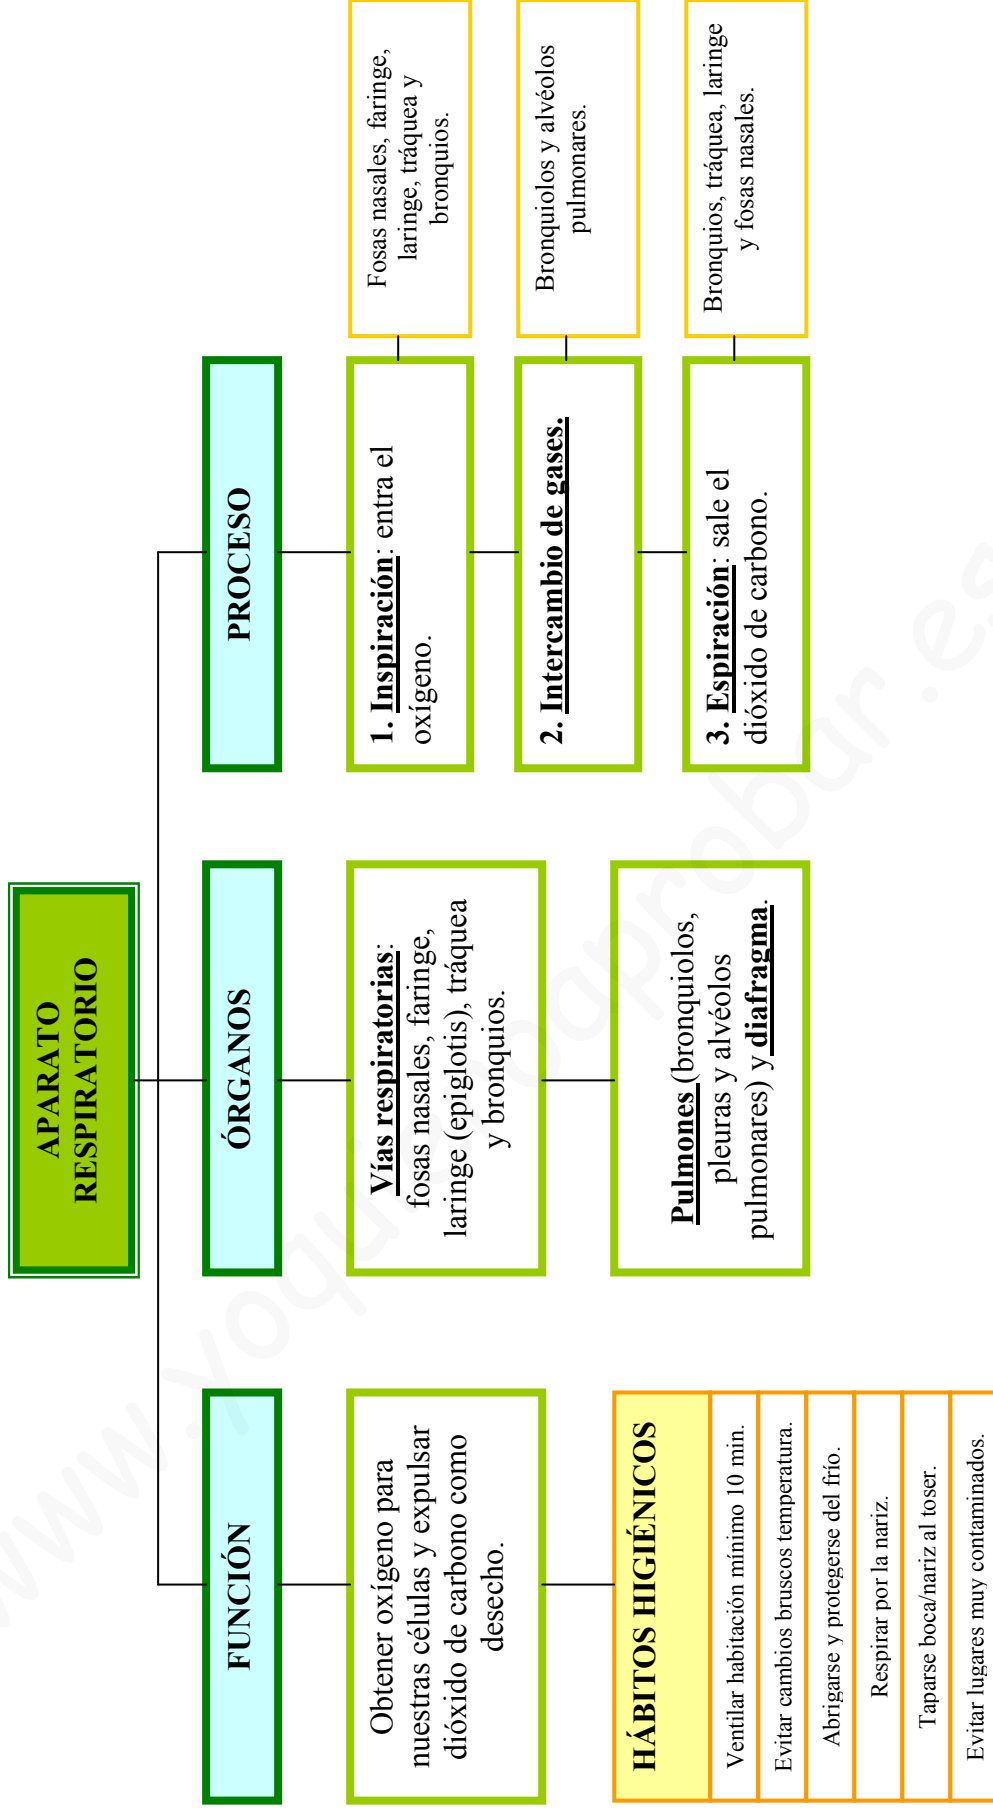 APARATO
RESPIRATORIO
FUNCIÓN
Obtener oxígeno para
nuestras células y expulsar
dióxido de carbono como
desecho.
HÁBITOS HIGIÉNICOS
Ventilar habitación mínimo 10 min.
Evitar cambios bruscos temperatura.
Abrigarse y protegerse del frío.
Respirar por la nariz.
Taparse boca/nariz al toser.
Evitar lugares muy contaminados.
ÓRGANOS
Vías respiratorias:
fosas nasales, faringe,
laringe (epiglotis), tráquea
y bronquios.
Pulmones (bronquiolos,
pleuras y alvéolos
pulmonares) y diafragma.
PROCESO
1. Inspiración: entra el
oxígeno.
Fosas nasales, faringe,
laringe, tráquea y
bronquios.
2. Intercambio de gases.
Bronquiolos y alvéolos
pulmonares.
3. Espiración: sale el
dióxido de carbono.
Bronquios, tráquea, laringe
y fosas nasales.
www.yoquieroaprobar.es